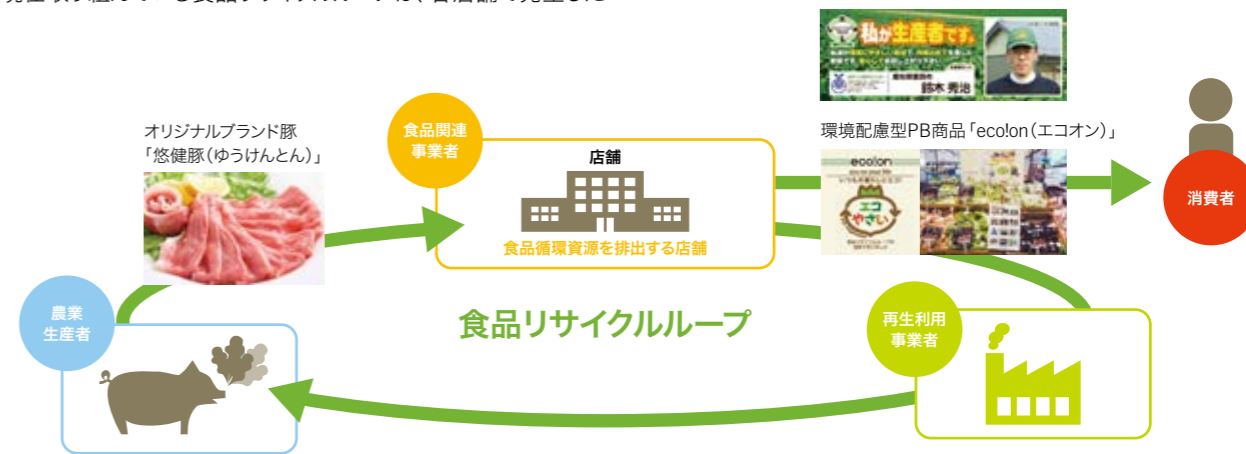 私が生産者です。
鈴木 秀治
オリジナルブランド豚
「悠健豚(ゆうけんとん)」
食品関連
事業者
店舗
食品循環資源を排出する店舗
環境配慮型PB商品「eco!on(エコオン)」
eco!on
エコ
やさい
消費者
農業
生産者
食品リサイクルループ
再生利用
事業者